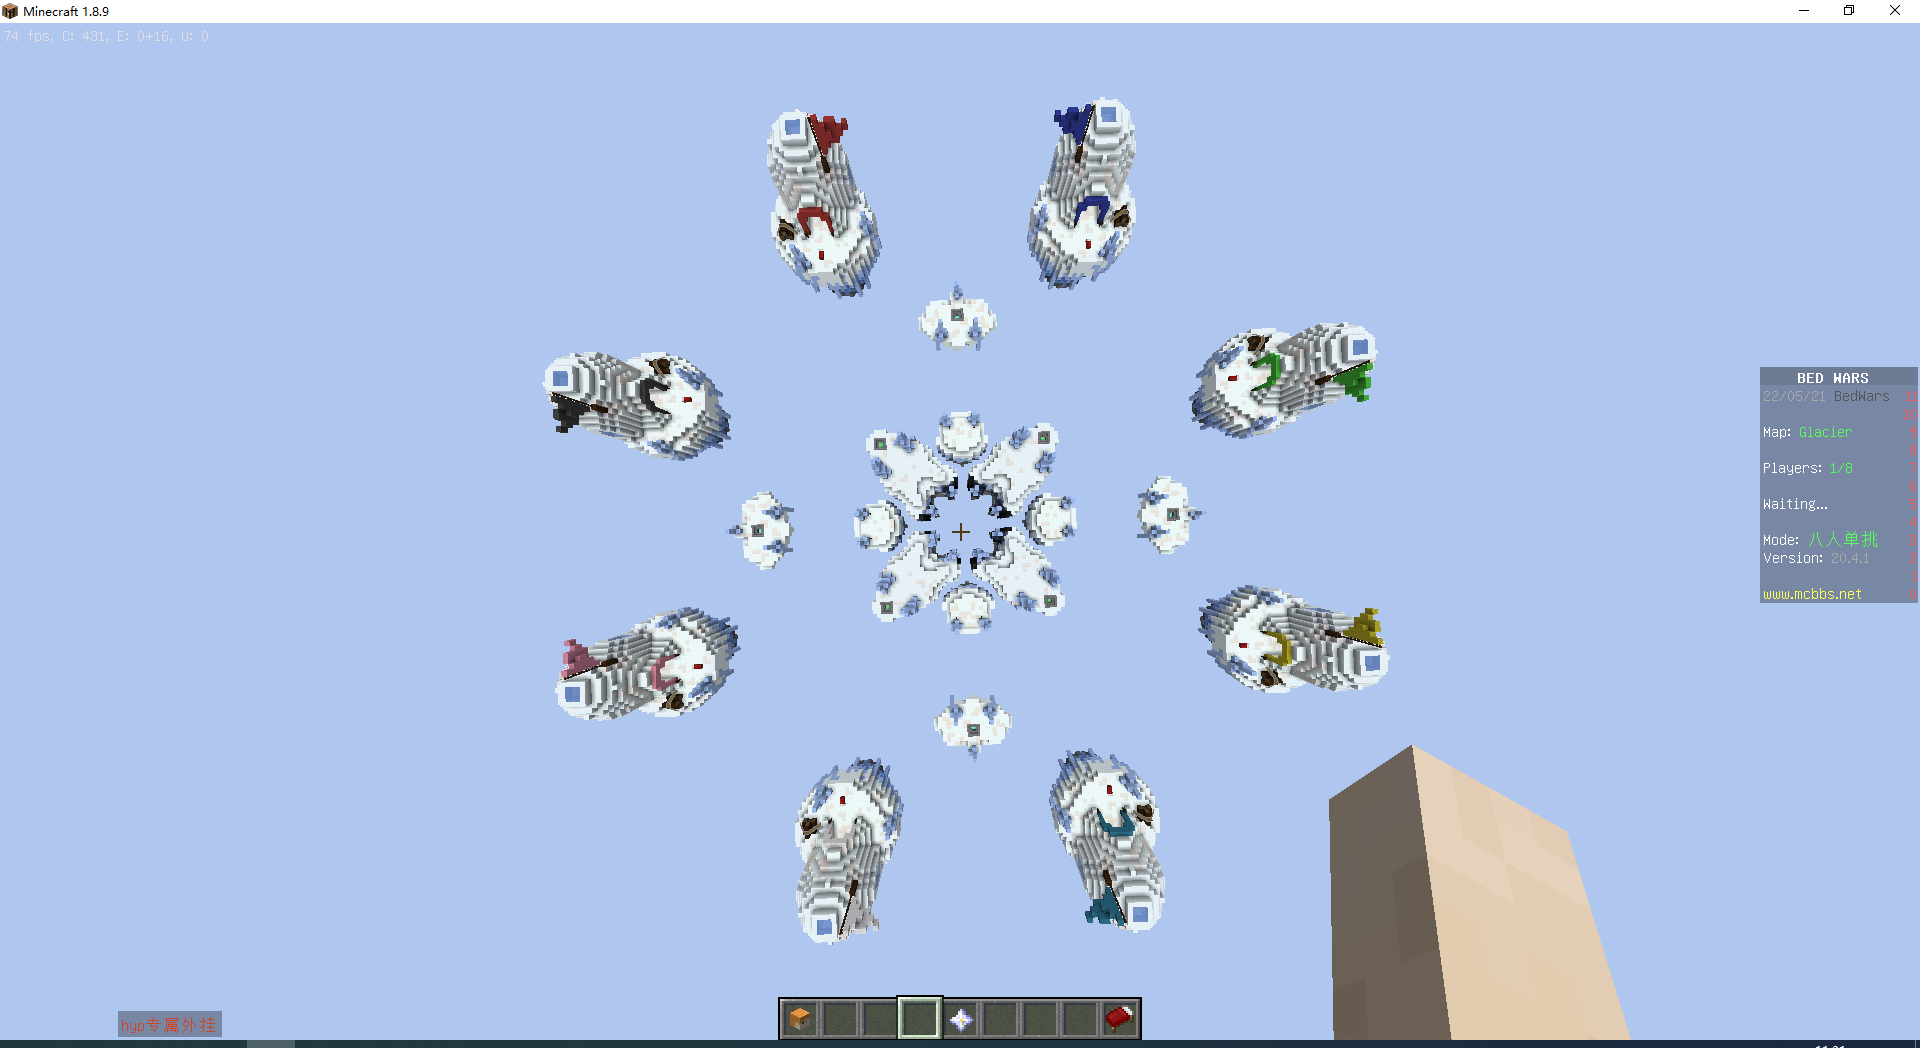 Minecraft 1.8.9
74 fps, C: 431, E: 0+16, U: 0
BED WARS
22/05/21 BedWars
Map: Glacier
Players: 1/8
Waiting...
Mode: 八人单挑
Version: 20.4.1
www.mcbbs.net
hyp专属外挂